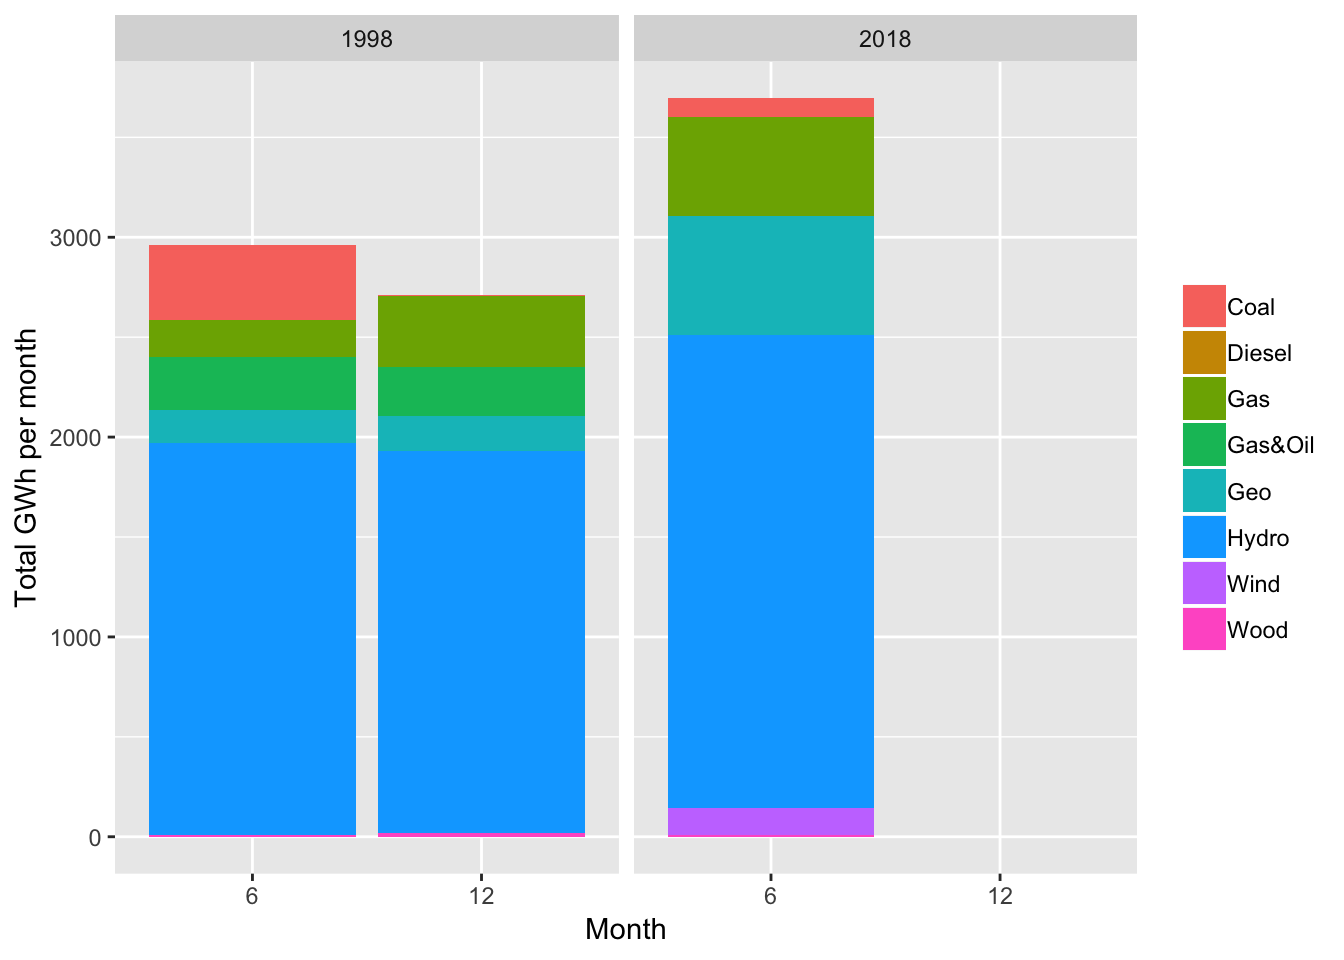 1998
2018
Total GWh per month
3000
2000
1000
0
6
12
6
12
Month
Coal
Diesel
Gas
Gas&Oil
Geo
Hydro
Wind
Wood